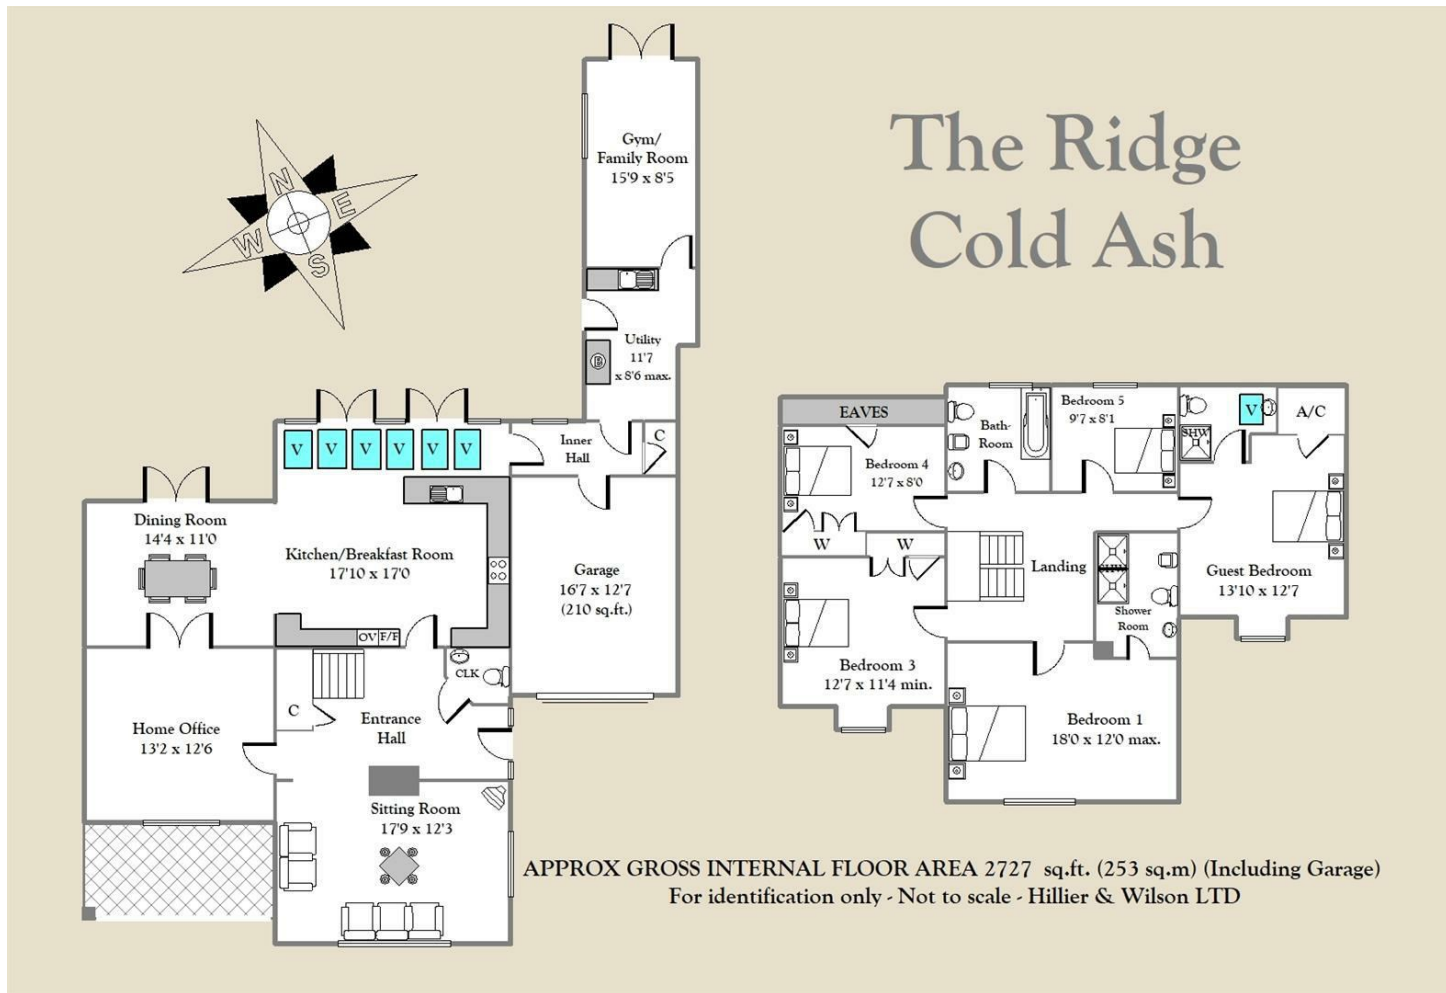 The Ridge
Cold Ash
N
E
S
W
Gym/
Family Room
15'9 x 8'5
Utility
11'7
x 8'6 max.
B
Inner
Hall
C
V
V
V
V
V
V
Dining Room
14'4 x 11'0
Kitchen/Breakfast Room
17'10 x 17'0
OV F/F
Garage
16'7 x 12'7
(210 sq.ft.)
CLK
C
Entrance
Hall
Home Office
13'2 x 12'6
Sitting Room
17'9 x 12'3
EAVES
Bedroom 4
12'7 x 8'0
W
W
Bath-
Room
Bedroom 5
9'7 x 8'1
SHW
V
A/C
Guest Bedroom
13'10 x 12'7
Landing
SHW
Shower
Room
Bedroom 3
12'7 x 11'4 min.
Bedroom 1
18'0 x 12'0 max.
APPROX GROSS INTERNAL FLOOR AREA 2727 sq.ft. (253 sq.m) (Including Garage)
For identification only - Not to scale - Hillier & Wilson LTD